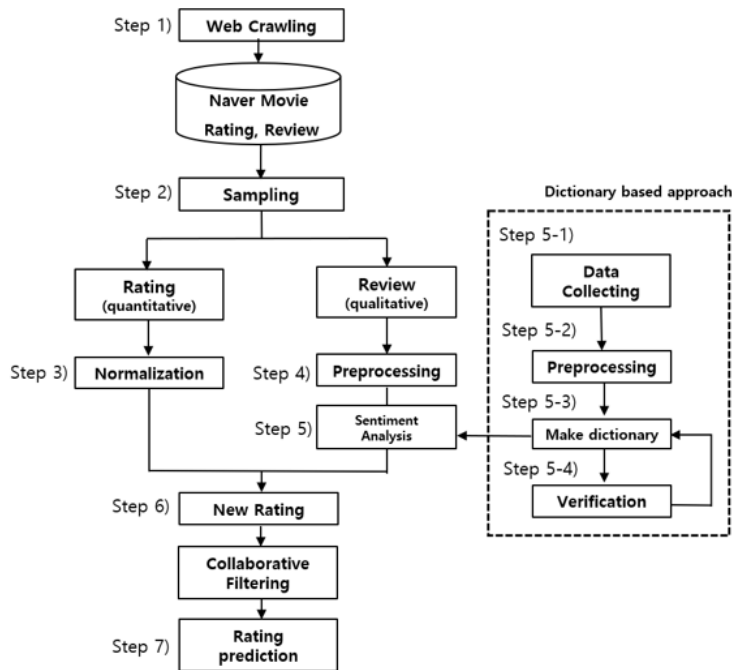 Step 1)
Web Crawling
Naver Movie
Rating, Review
Step 2)
Sampling
Rating
(quantitative)
Review
(qualitative)
Step 3)
Normalization
Step 4)
Preprocessing
Step 5)
Sentiment
Analysis
Dictionary based approach
Step 5-1)
Data
Collecting
Step 5-2)
Preprocessing
Step 5-3)
Make dictionary
Step 5-4)
Verification
Step 6)
New Rating
Collaborative
Filtering
Step 7)
Rating
prediction